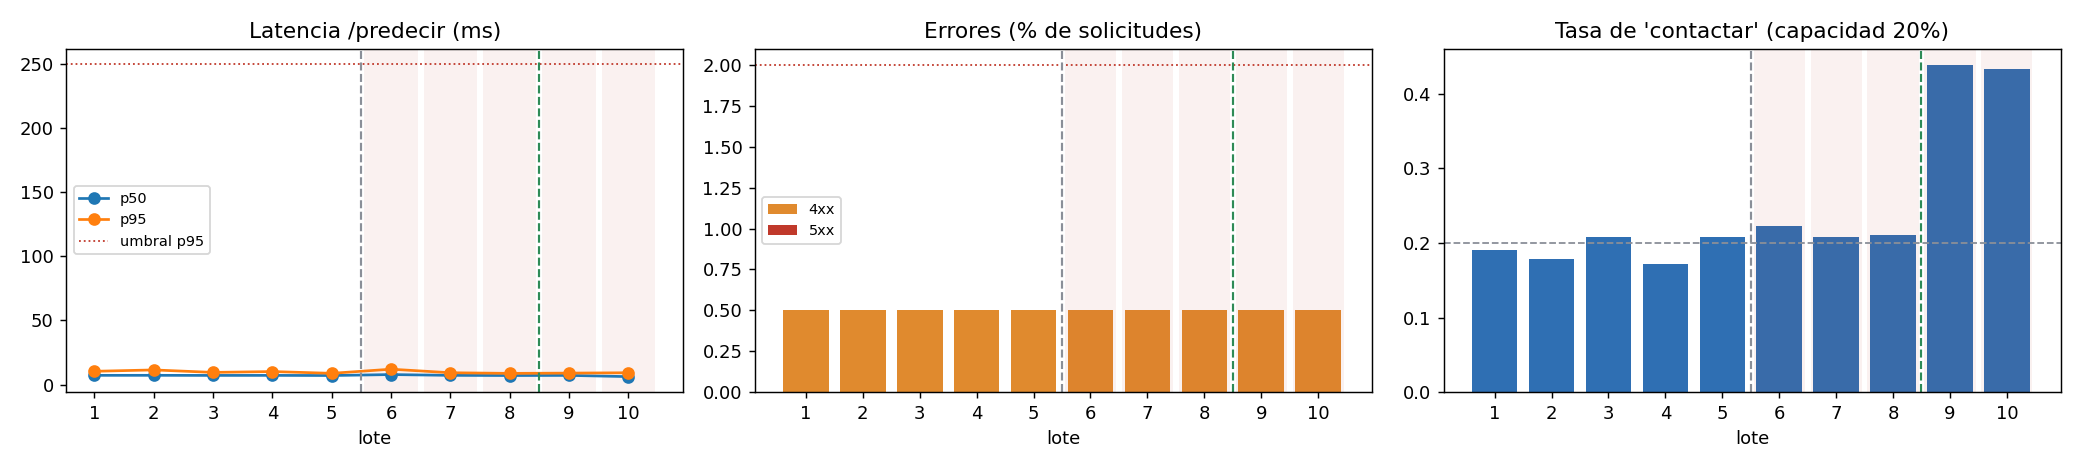 Latencia /predecir (ms)
250
200
150
100
50
0
p50
p95
umbral p95
1 2 3 4 5 6 7 8 9 10
lote
Errores (% de solicitudes)
2.00
1.75
1.50
1.25
1.00
0.75
0.50
0.25
0.00
4xx
5xx
1 2 3 4 5 6 7 8 9 10
lote
Tasa de 'contactar' (capacidad 20%)
0.4
0.3
0.2
0.1
0.0
1 2 3 4 5 6 7 8 9 10
lote